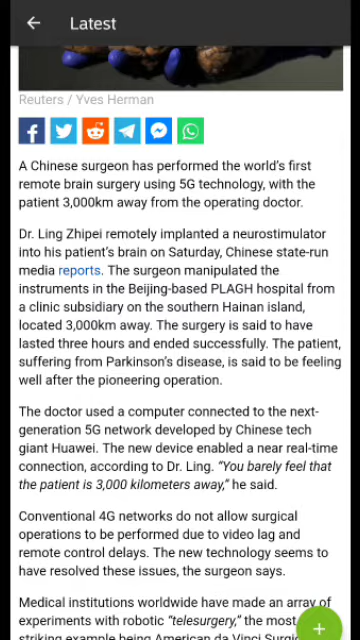 Latest
Reuters / Yves Herman
A Chinese surgeon has performed the world's first
remote brain surgery using 5G technology, with the
patient 3,000km away from the operating doctor.
Dr. Ling Zhipei remotely implanted a neurostimulator
into his patient's brain on Saturday, Chinese state-run
media reports. The surgeon manipulated the
instruments in the Beijing-based PLAGH hospital from
a clinic subsidiary on the southern Hainan island,
located 3,000km away. The surgery is said to have
lasted three hours and ended successfully. The patient,
suffering from Parkinson's disease, is said to be feeling
well after the pioneering operation.
The doctor used a computer connected to the next-
generation 5G network developed by Chinese tech
giant Huawei. The new device enabled a near real-time
connection, according to Dr. Ling. "You barely feel that
the patient is 3,000 kilometers away," he said.
Conventional 4G networks do not allow surgical
operations to be performed due to video lag and
remote control delays. The new technology seems to
have resolved these issues, the surgeon says.
Medical institutions worldwide have made an array of
experiments with robotic "telesurgery," the most
striking example being American da Vinci